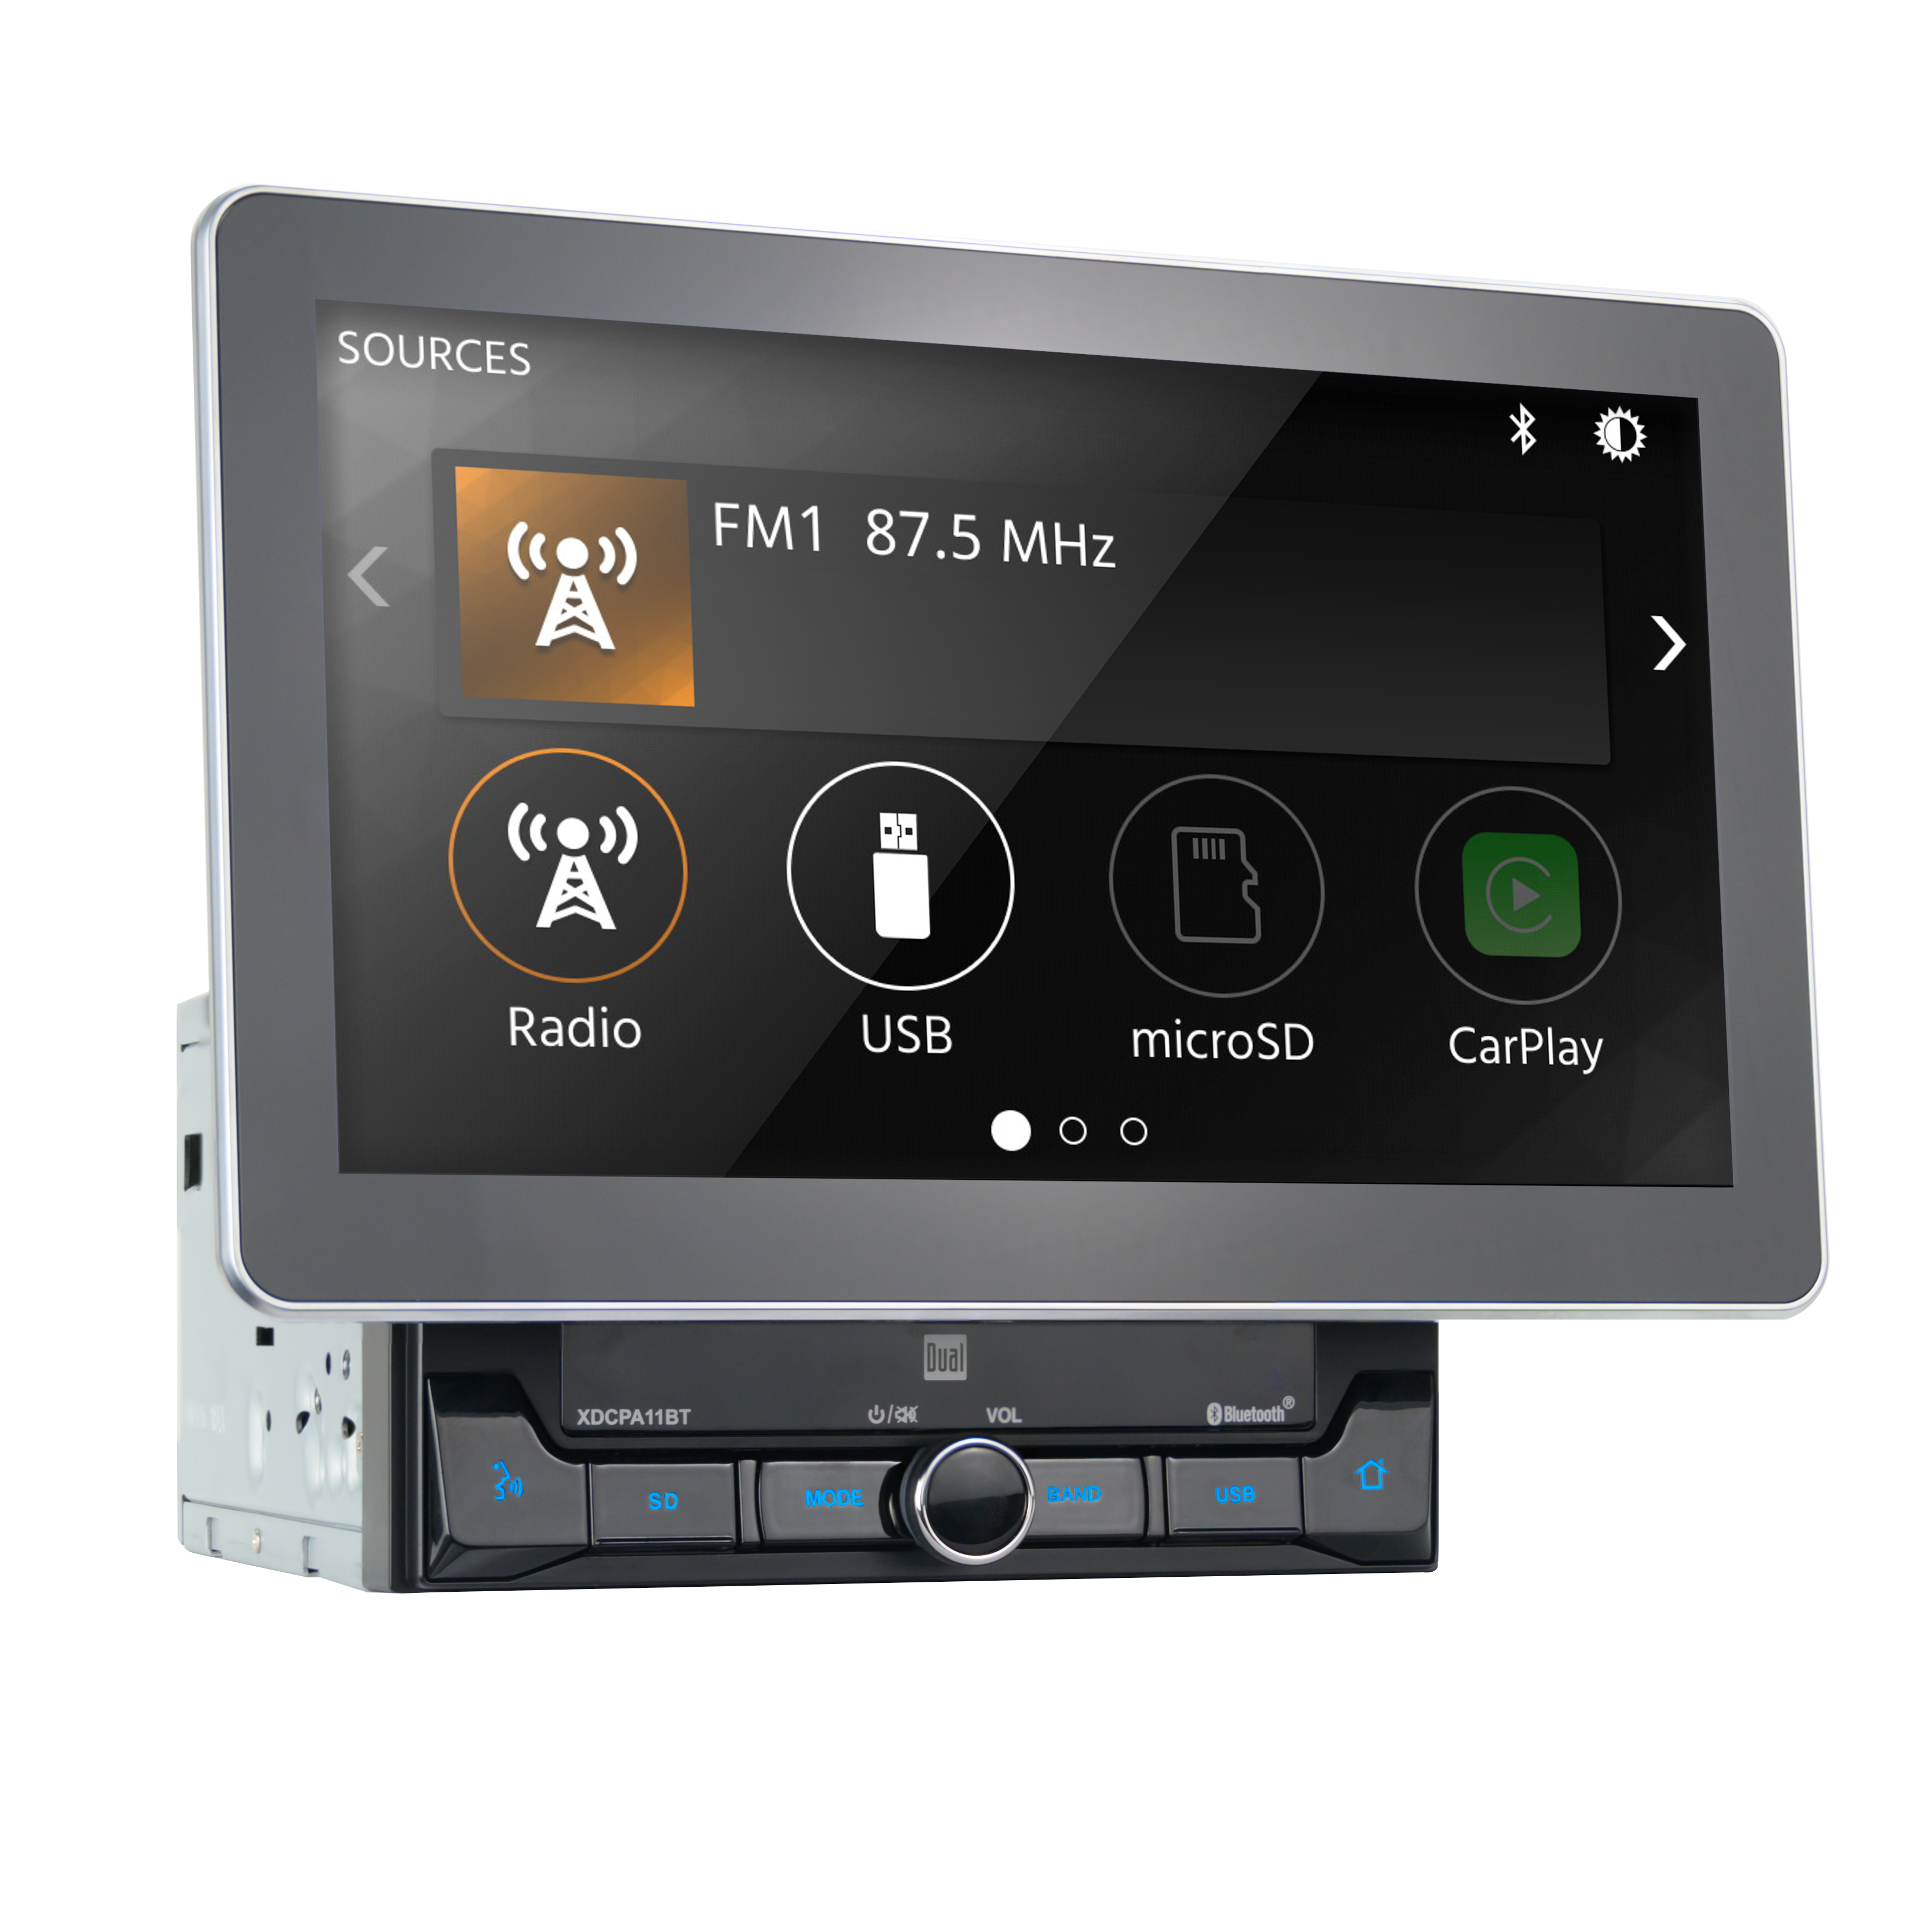 SOURCES
FM1 87.5 MHz
Radio USB microSD CarPlay
Dual
XDCPA11BT VOL Bluetooth®
SD MODE BAND USB